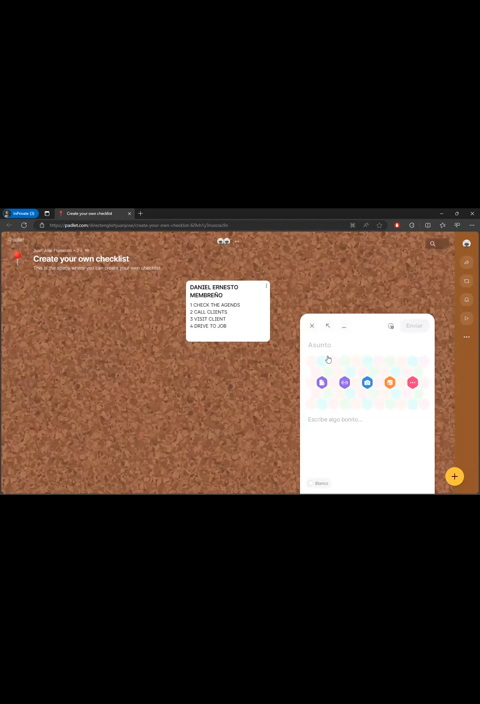 InPrivate (3)
Create your own checklist
Padlet
Create your own checklist
This is the space where you can create your own checklist
DANIEL ERNESTO
MEMBREÑO
1 CHECK THE AGENDS
2 CALL CLIENTS
3 VISIT CLIENT
4 DRIVE TO JOB
Enviar
Asunto
Escribe algo bonito...
Blanco